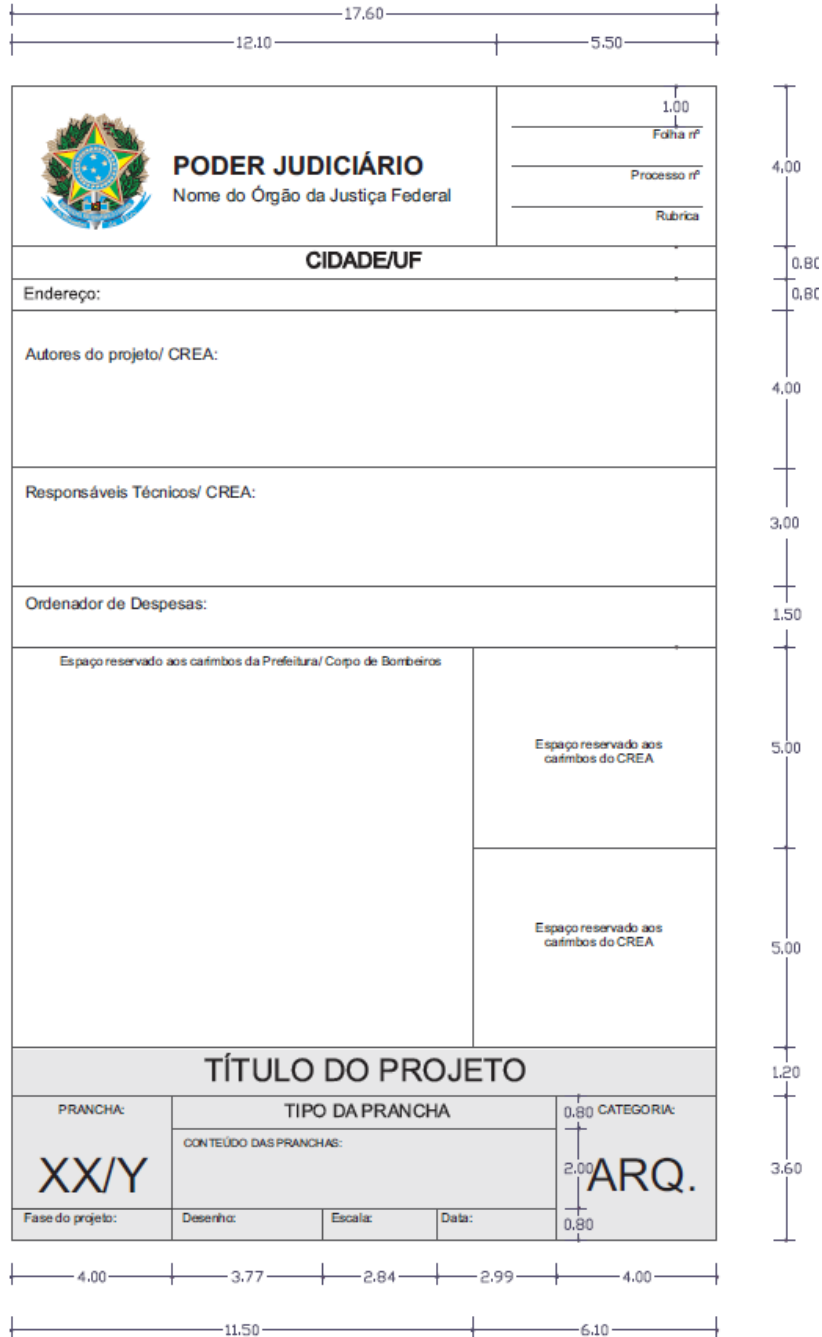 17.60
12.10
5.50
1.00
Folha nº
4,00
PODER JUDICIÁRIO
Processo nº
Nome do Órgão da Justiça Federal
Rubrica
CIDADE/UF
0.80
Endereço:
0,80
Autores do projeto/ CREA:
4,00
Responsáveis Técnicos/ CREA:
3,00
Ordenador de Despesas:
1.50
Espaço reservado aos carimbos da Prefeitura/ Corpo de Bombeiros
Espaço reservado aos
carimbos do CREA
5.00
Espaço reservado aos
carimbos do CREA
5.00
TÍTULO DO PROJETO
1.20
PRANCHA:
TIPO DA PRANCHA
0.80
CATEGORIA:
CONTEÚDO DAS PRANCHAS:
XX/Y
2.00
ARQ.
3.60
Fase do projeto:
Desenho:
Escala:
Data:
0.80
4.00
3.77
2.84
2.99
4.00
11.50
6.10